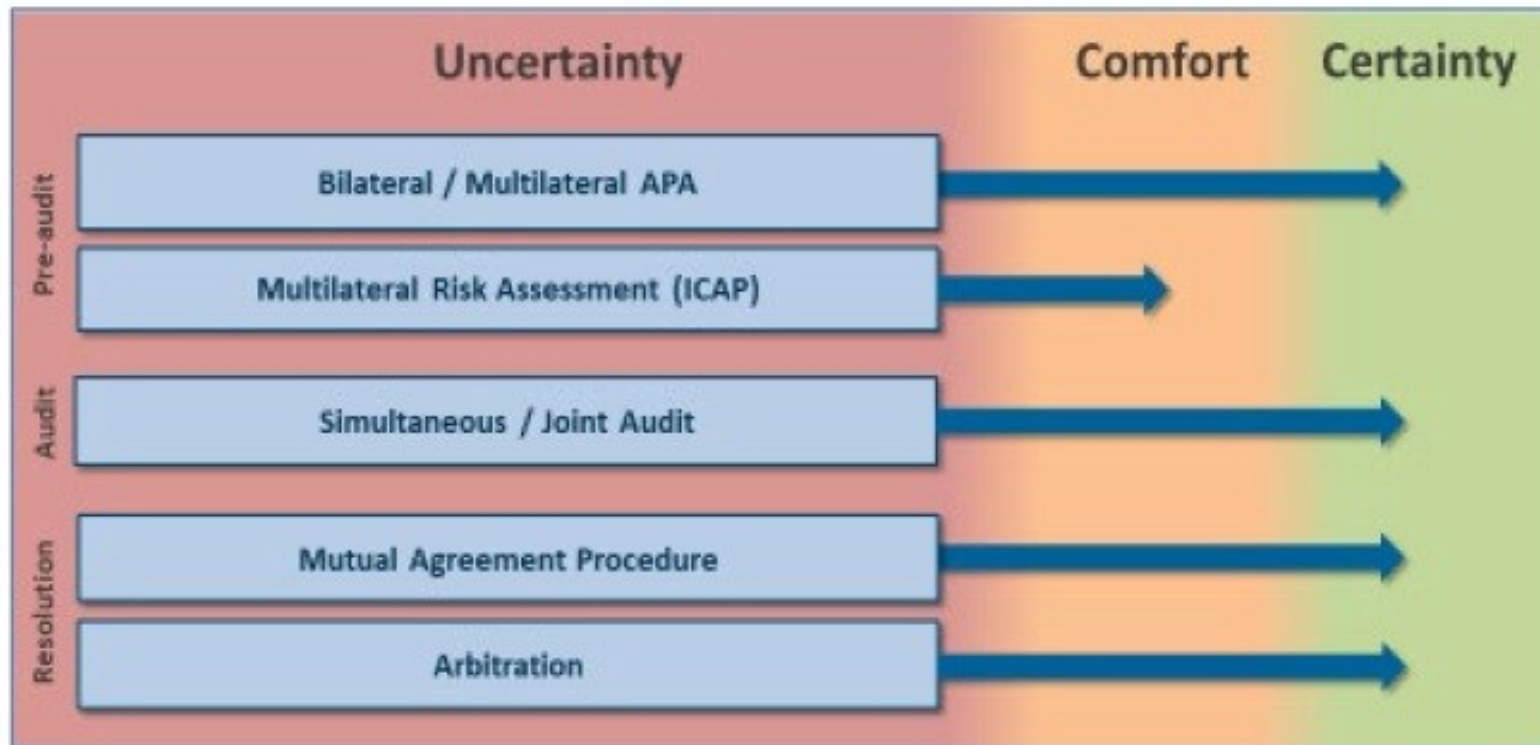 Uncertainty Comfort Certainty
Pre-audit
Bilateral / Multilateral APA
Multilateral Risk Assessment (ICAP)
Audit
Simultaneous / Joint Audit
Resolution
Mutual Agreement Procedure
Arbitration